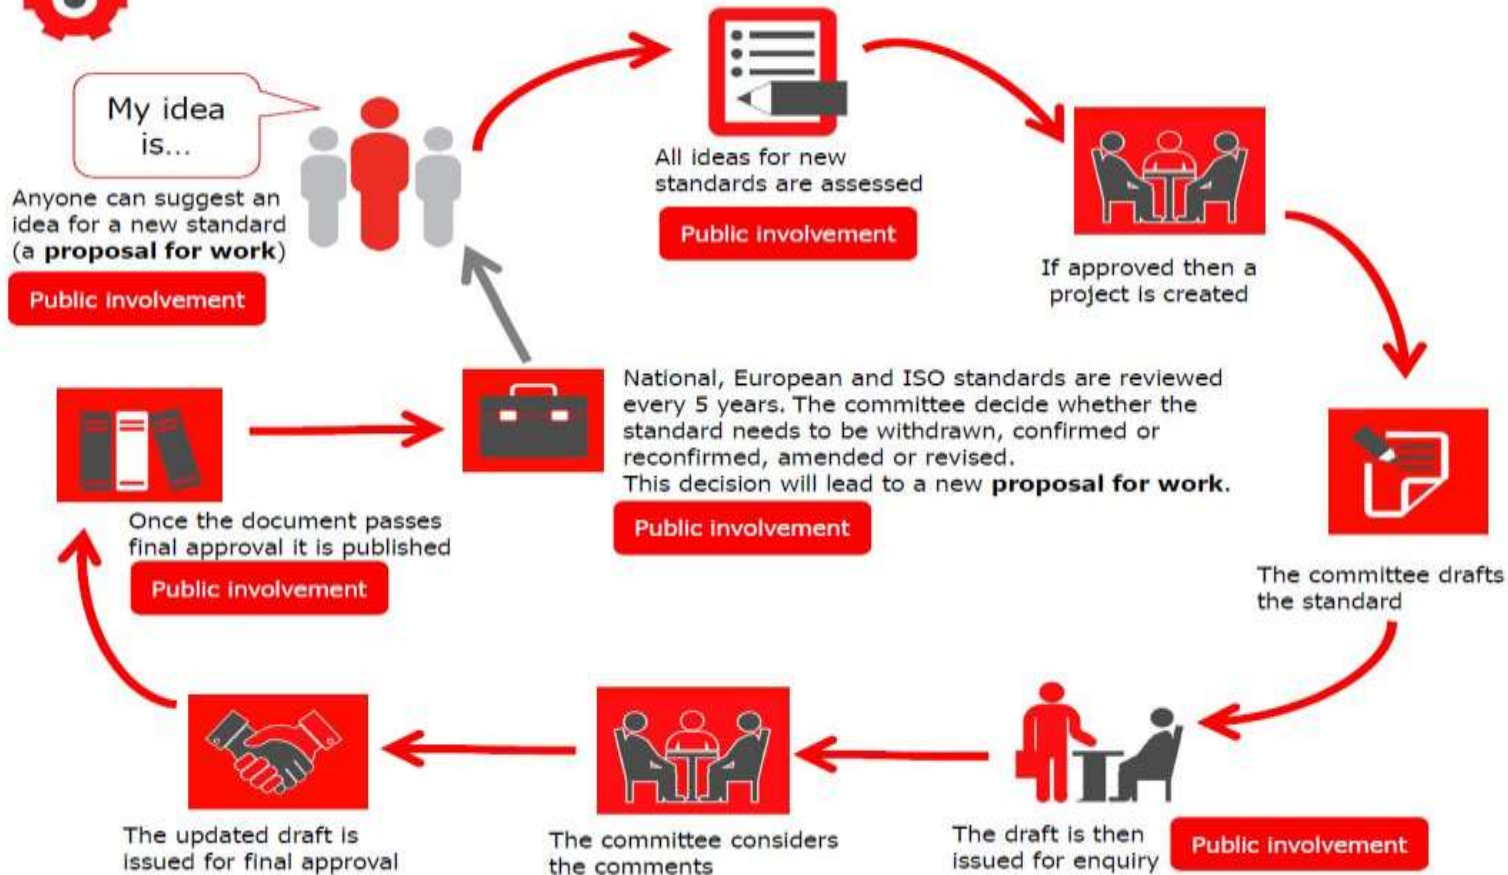 My idea
is...
Anyone can suggest an
idea for a new standard
(a proposal for work)
Public involvement
All ideas for new
standards are assessed
Public involvement
If approved then a
project is created
The committee drafts
the standard
The draft is then
issued for enquiry
Public involvement
The committee considers
the comments
The updated draft is
issued for final approval
Once the document passes
final approval it is published
Public involvement
National, European and ISO standards are reviewed
every 5 years. The committee decide whether the
standard needs to be withdrawn, confirmed or
reconfirmed, amended or revised.
This decision will lead to a new proposal for work.
Public involvement